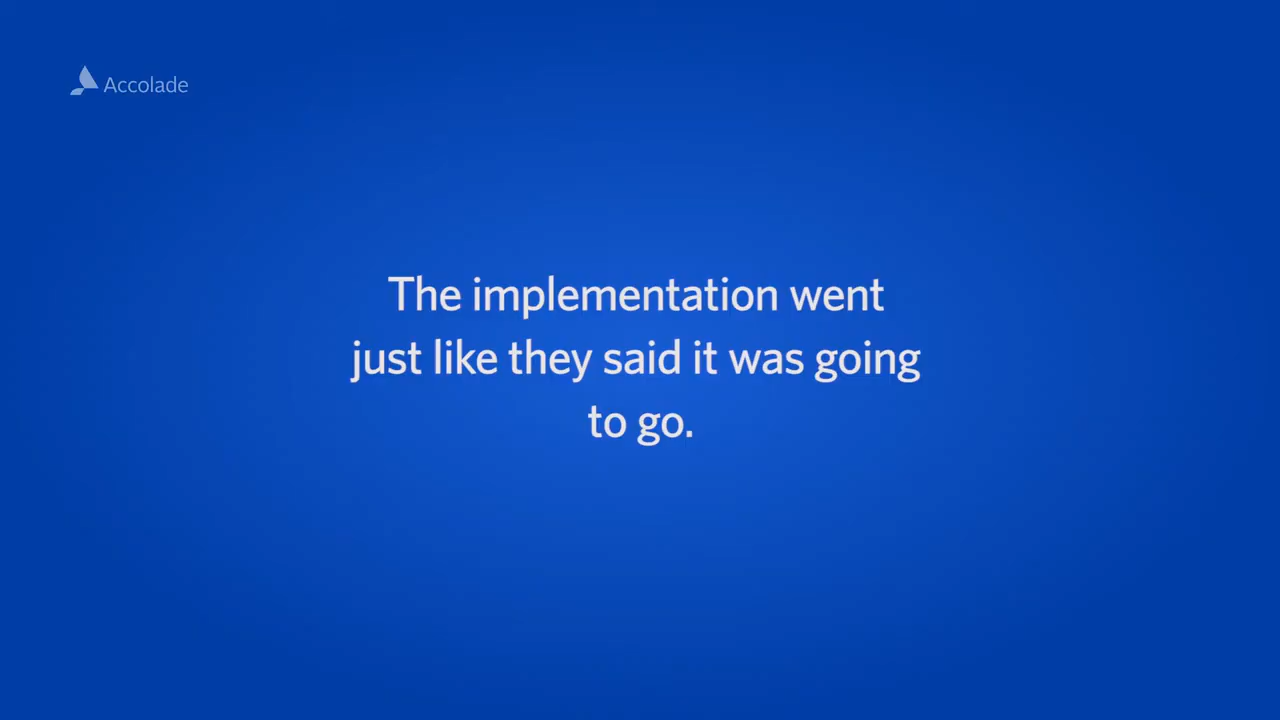 Accolade
The implementation went
just like they said it was going
to go.